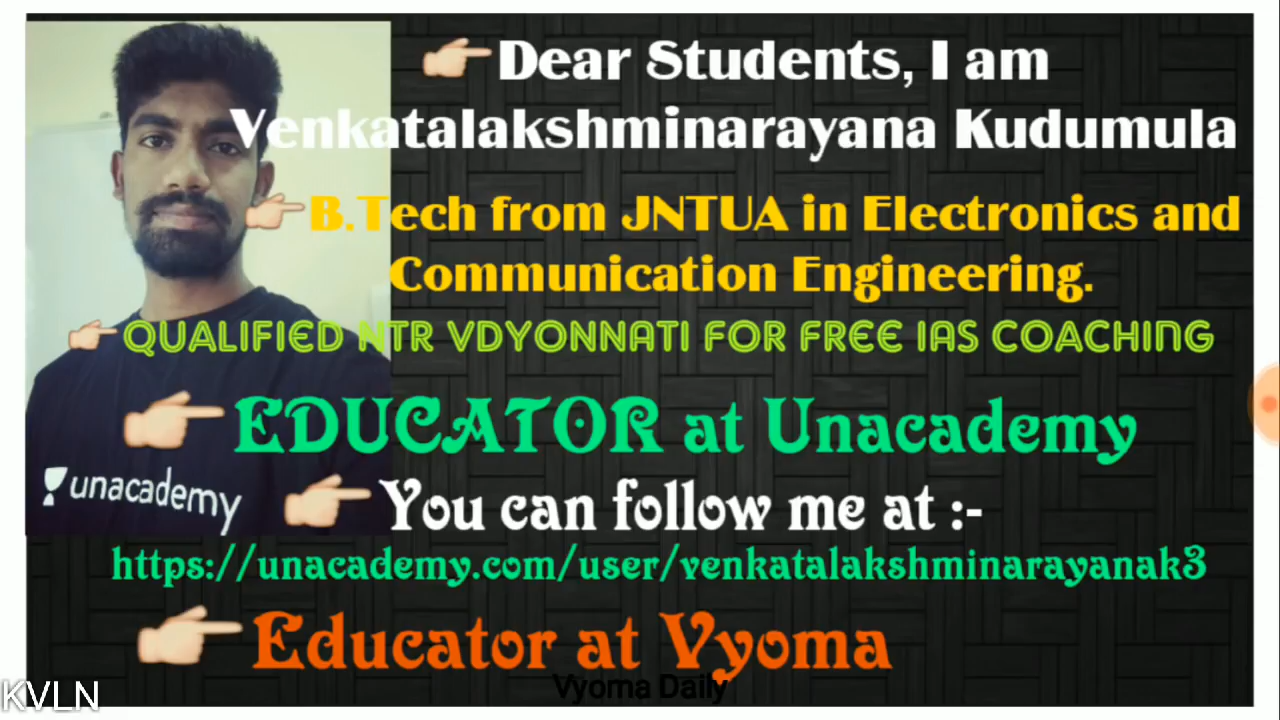 Dear Students, I am
Venkatalakshminarayana Kudumula
B.Tech from JNTUA in Electronics and
Communication Engineering.
QUALIFIED NTR VDYONNATI FOR FREE IAS COACHING
EDUCATOR at Unacademy
unacademy
You can follow me at :-
https://unacademy.com/user/venkatalakshminarayanak3
Educator at Vyoma
Vyoma Daily
KVLN